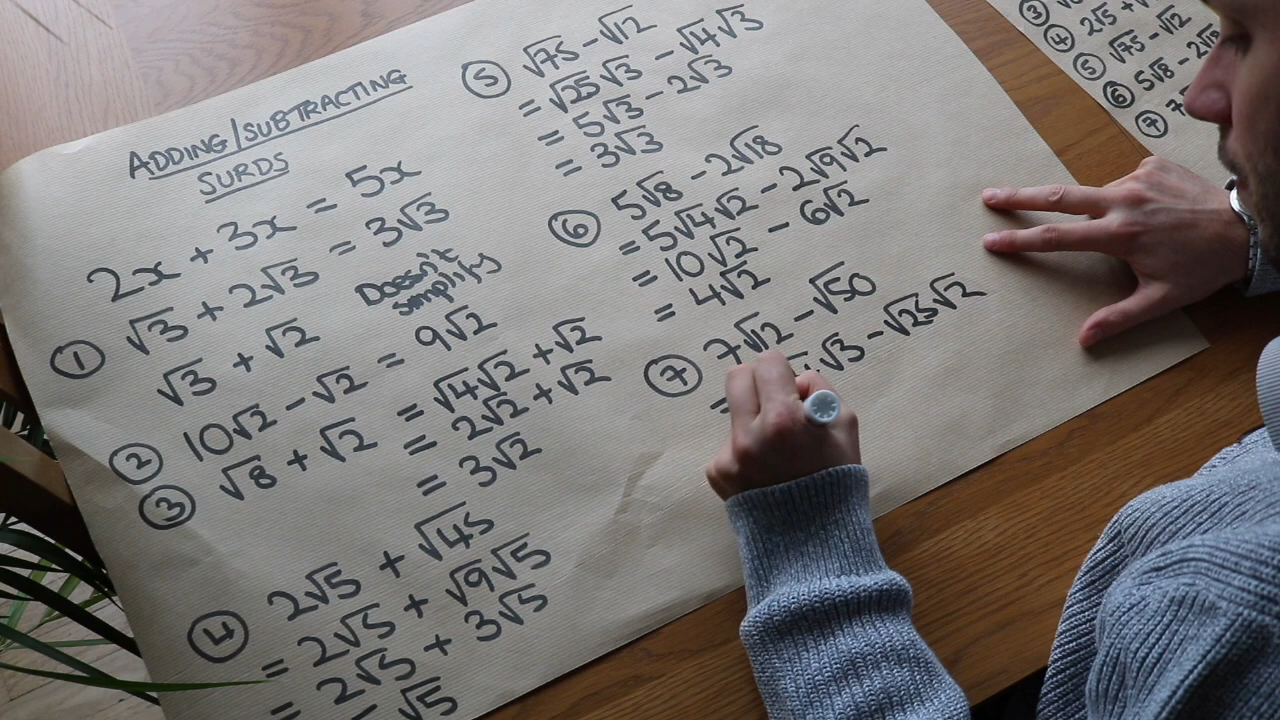 ADDING/SUBTRACTING
SURDS
2x + 3x = 5x
① √3 + 2√3 = 3√3
√3 + √2 Doesn't simplify
② 10√2 - √2 = 9√2
③ √8 + √2 = √4√2 + √2
= 2√2 + √2
= 3√2
④ 2√5 + √45
= 2√5 + √9√5
= 2√5 + 3√5
= √5
⑤ √75 - √12
= √25√3 - √4√3
= 5√3 - 2√3
= 3√3
⑥ 5√8 - 2√18
= 5√4√2 - 2√9√2
= 10√2 - 6√2
= 4√2
⑦ 7√12 - √50
= √3 - √25√2
③
④ 2√5 +
⑤ √75 - √12
⑥ 5√8 - 2√18
⑦ 7